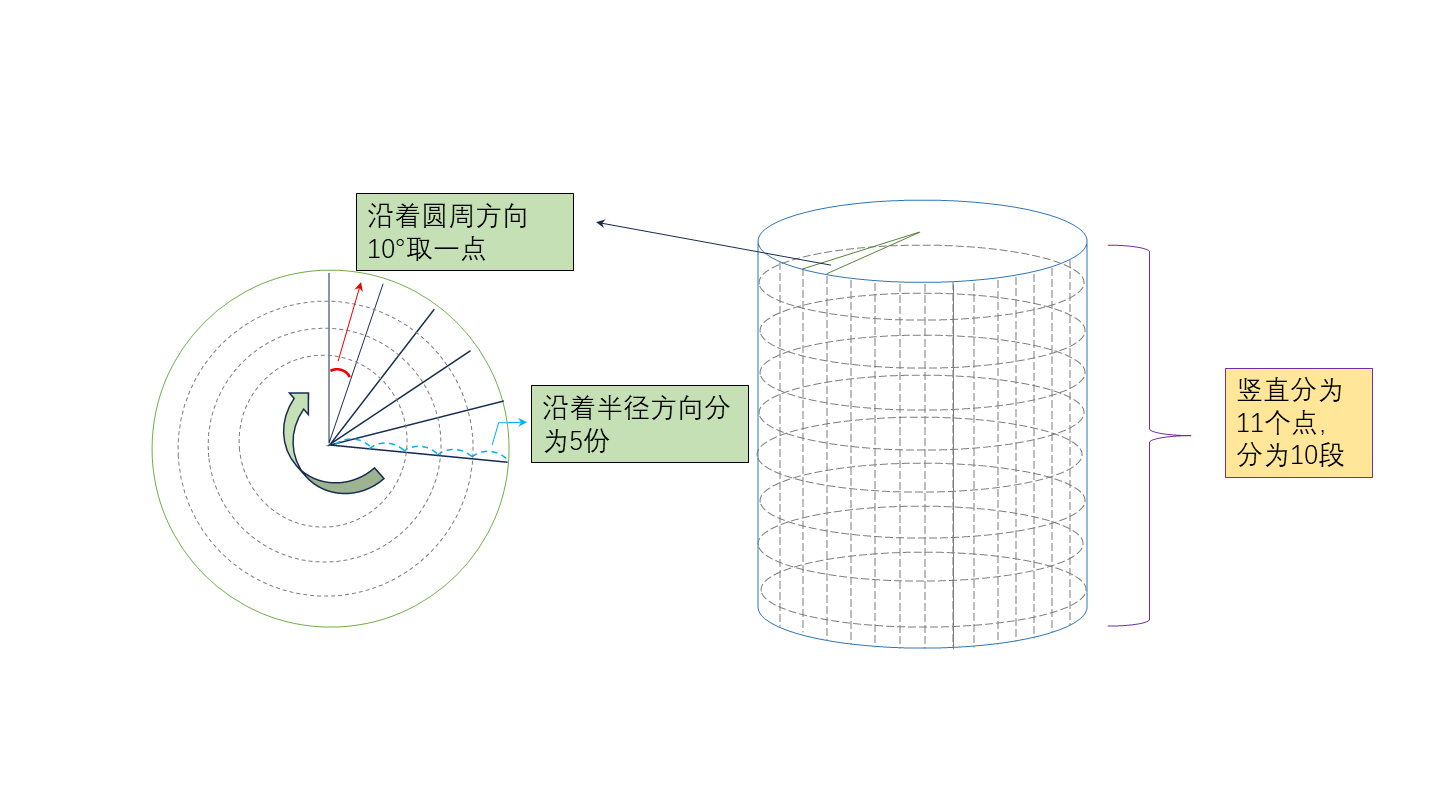 沿着圆周方向
10°取一点
沿着半径方向分
为5份
竖直分为
11个点,
分为10段